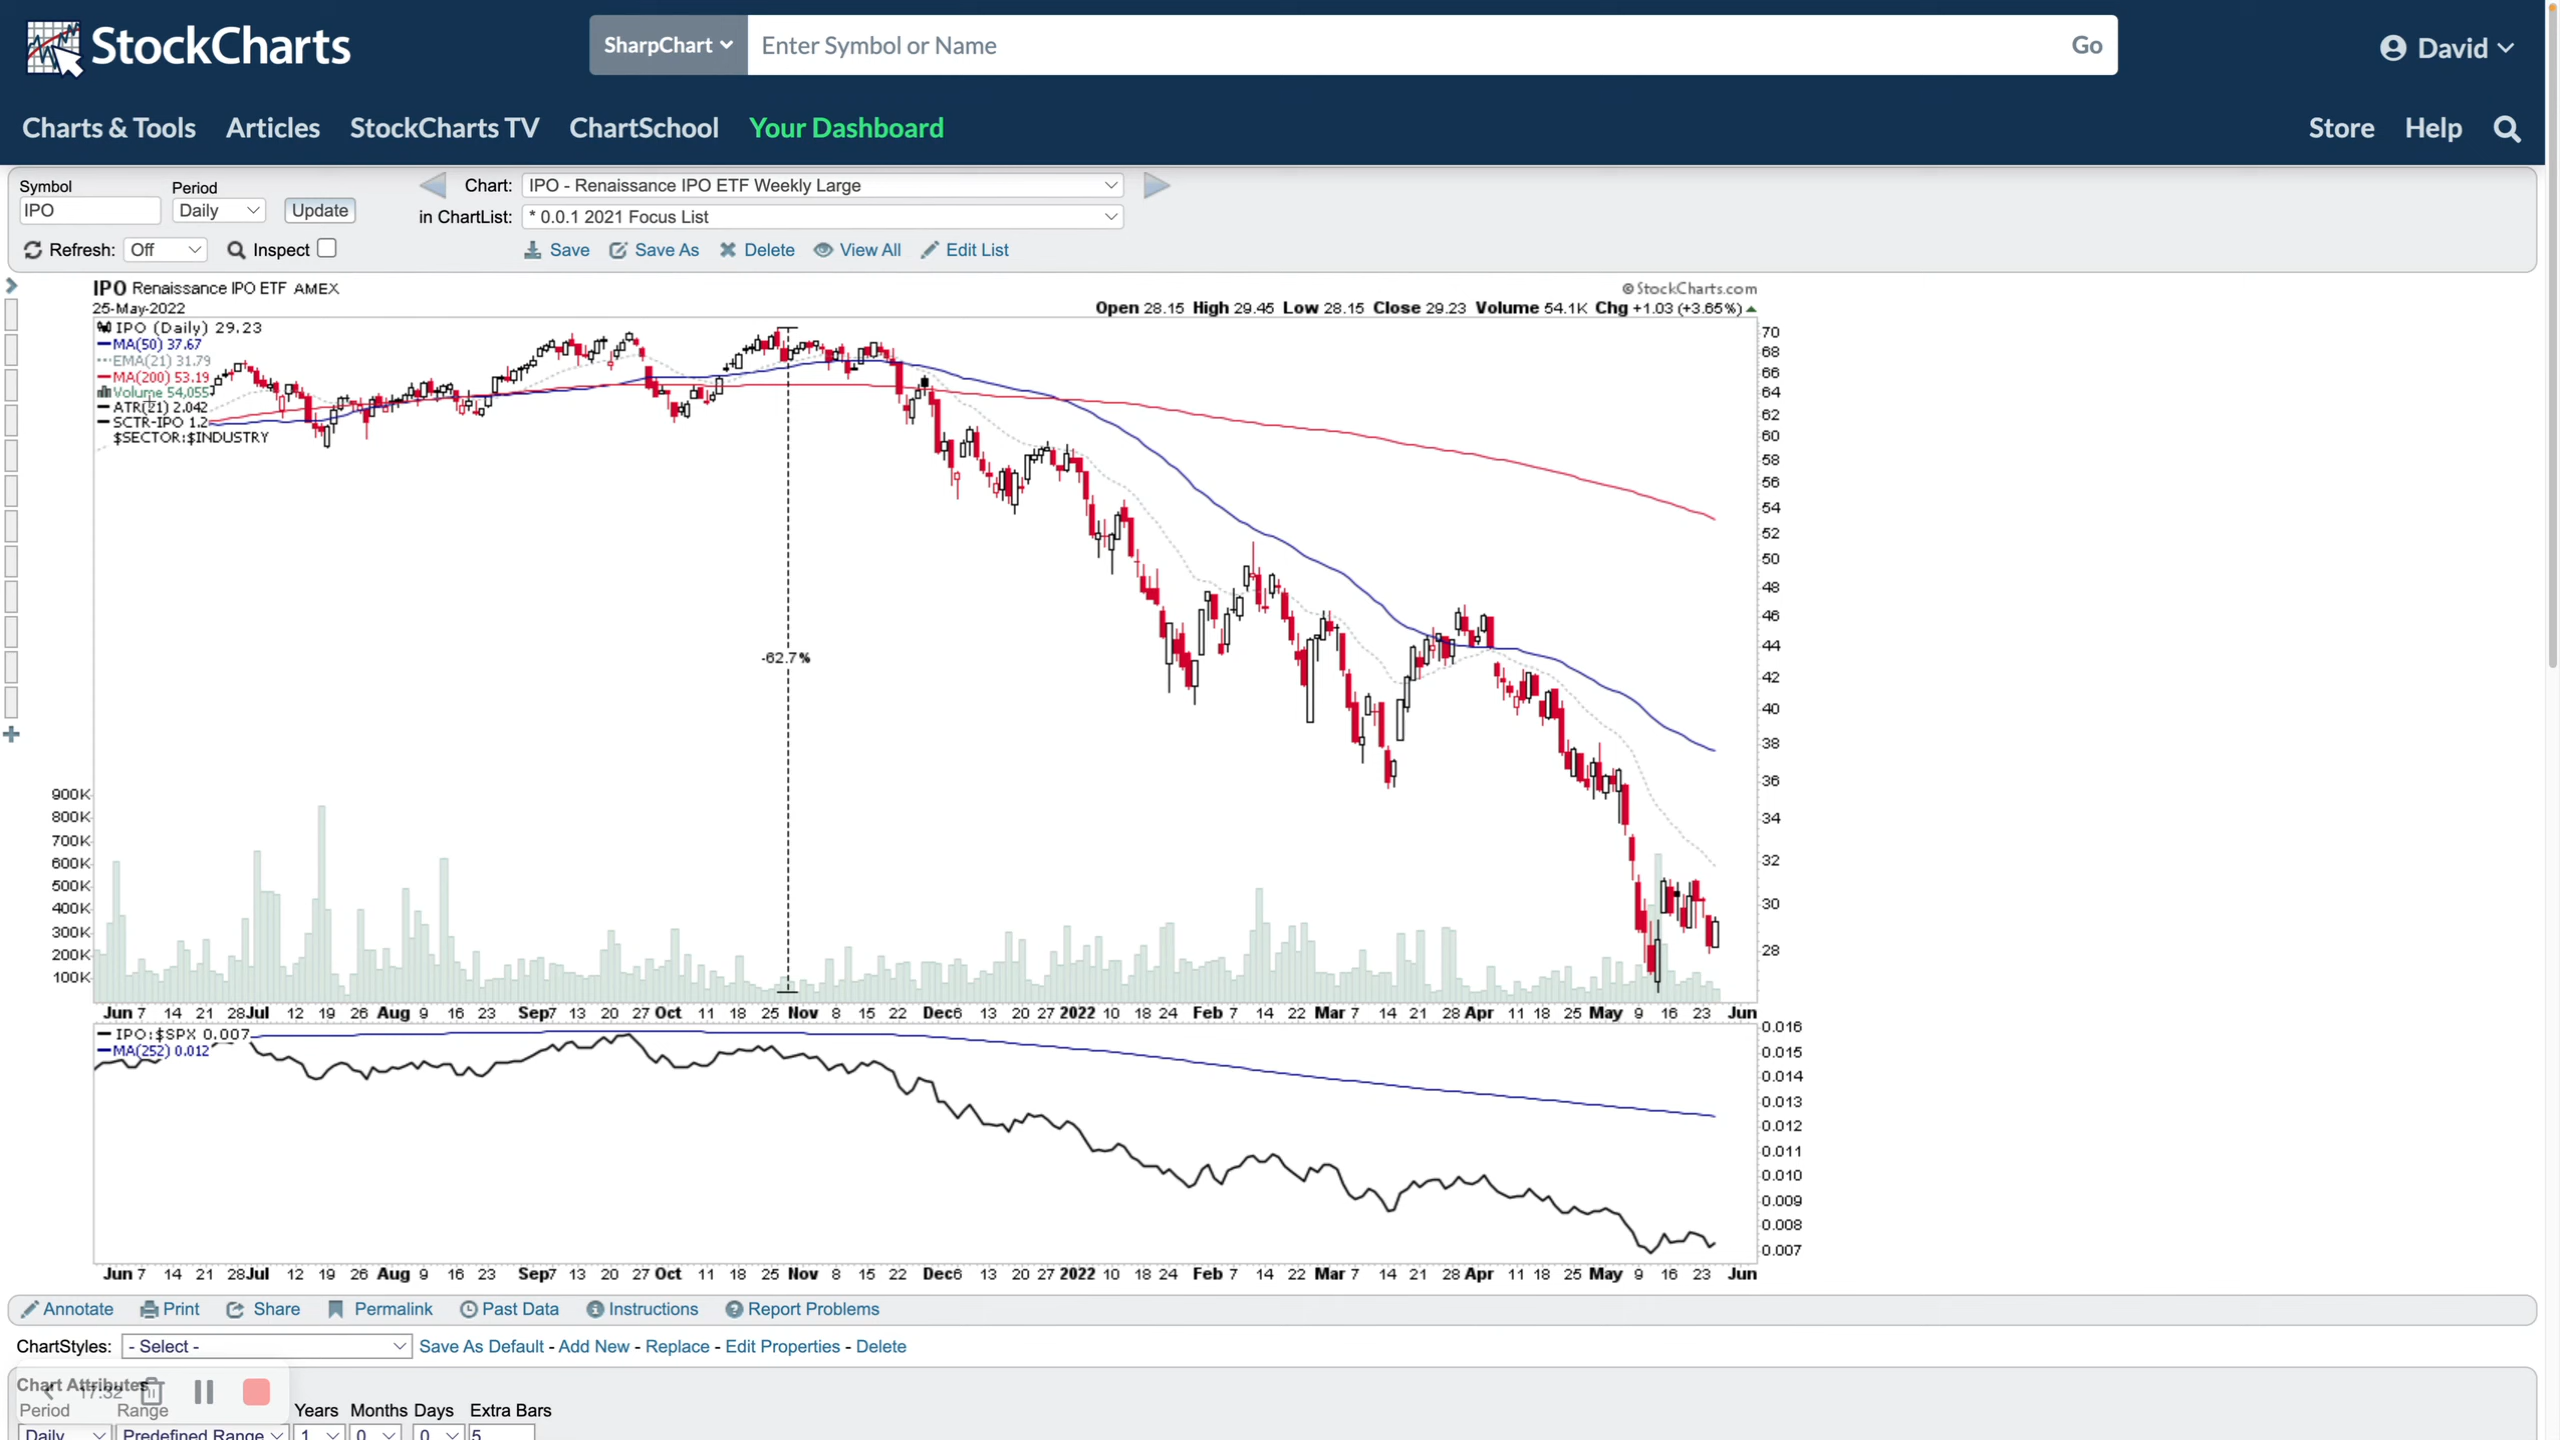 StockCharts
SharpChart Enter Symbol or Name Go David
Charts & Tools Articles StockCharts TV ChartSchool Your Dashboard Store Help
Symbol Period Chart: IPO - Renaissance IPO ETF Weekly Large
IPO Daily Update in ChartList: * 0.0.1 2021 Focus List
Refresh: Off Inspect Save Save As Delete View All Edit List
IPO Renaissance IPO ETF AMEX © StockCharts.com
25-May-2022 Open 28.15 High 29.45 Low 28.15 Close 29.23 Volume 54.1K Chg +1.03 (+3.65%)
IPO (Daily) 29.23
MA(50) 37.67
EMA(21) 31.79
MA(200) 53.19
Volume 54,055
ATR(21) 2.042
SCTR-IPO 1.2
$SECTOR:$INDUSTRY
70
68
66
64
62
60
58
56
54
52
50
48
46
44
42
40
38
36
34
32
30
28
-62.7%
900K
800K
700K
600K
500K
400K
300K
200K
100K
Jun 7 14 21 28 Jul 12 19 26 Aug 9 16 23 Sep 7 13 20 27 Oct 11 18 25 Nov 8 15 22 Dec 6 13 20 27 2022 10 18 24 Feb 7 14 22 Mar 7 14 21 28 Apr 11 18 25 May 9 16 23 Jun
IPO:$SPX 0.007
MA(252) 0.012
0.016
0.015
0.014
0.013
0.012
0.011
0.010
0.009
0.008
0.007
Jun 7 14 21 28 Jul 12 19 26 Aug 9 16 23 Sep 7 13 20 27 Oct 11 18 25 Nov 8 15 22 Dec 6 13 20 27 2022 10 18 24 Feb 7 14 22 Mar 7 14 21 28 Apr 11 18 25 May 9 16 23 Jun
Annotate Print Share Permalink Past Data Instructions Report Problems
ChartStyles: - Select - Save As Default - Add New - Replace - Edit Properties - Delete
Chart Attributes
17:32
Period Range Years Months Days Extra Bars
Daily Predefined Range 1 0 0 5